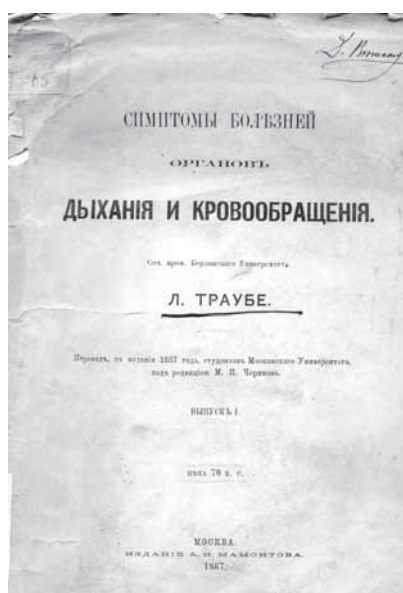 СИМПТОМЫ БОЛѢЗНЕЙ
ОРГАНОВЪ
ДЫХАНІЯ И КРОВООБРАЩЕНІЯ.
Соч. проф. Берлинскаго Университета,
Л. ТРАУБЕ.
Переводъ, съ изданія 1867 года, студентовъ Московскаго Университета,
подъ редакціею М. П. Черинова.
ВЫПУСКЪ I.
цѣна 70 к. с.
МОСКВА.
ИЗДАНІЕ А. И. МАМОНТОВА.
1867.